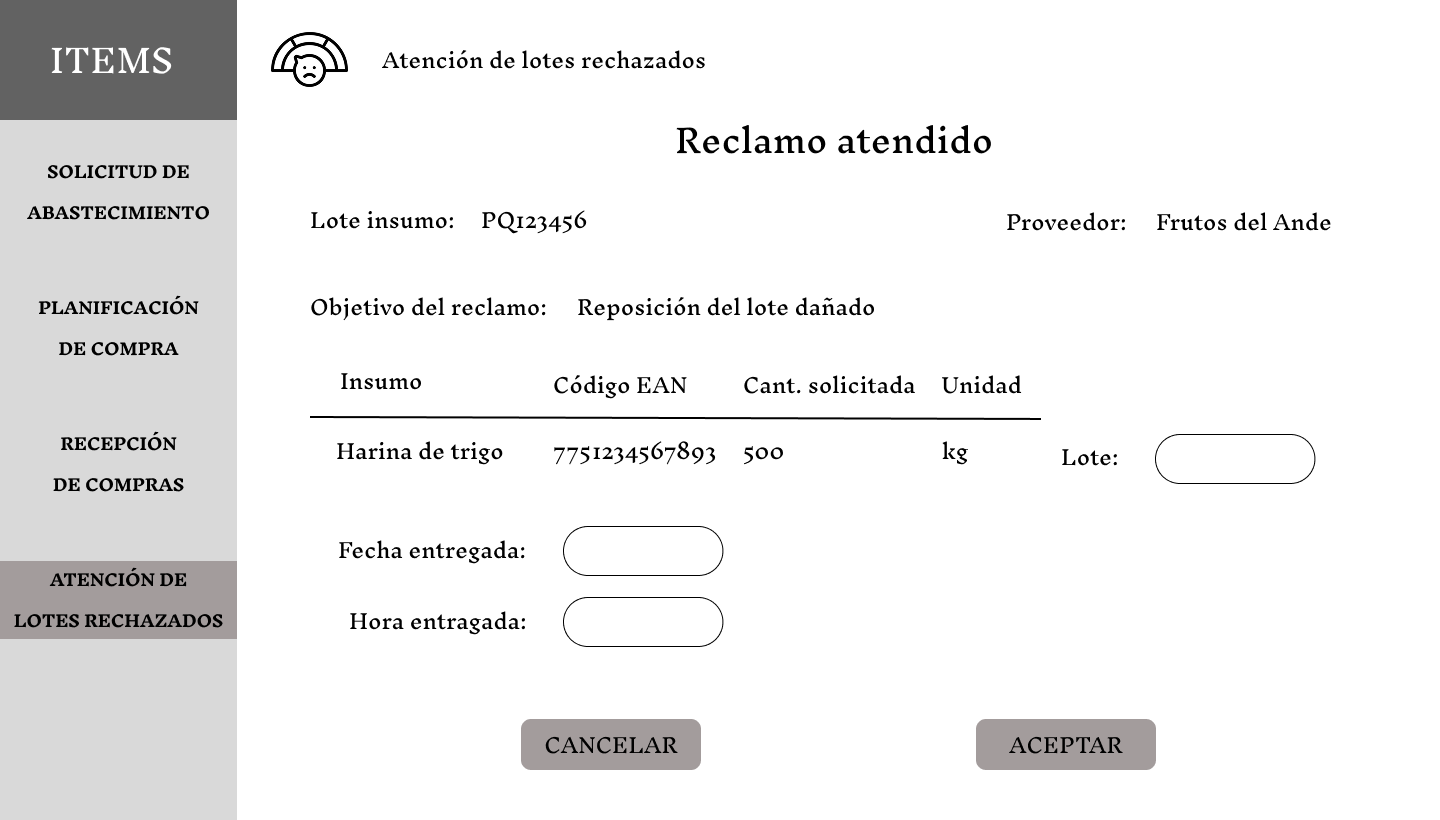 ITEMS
SOLICITUD DE
ABASTECIMIENTO
PLANIFICACIÓN
DE COMPRA
RECEPCIÓN
DE COMPRAS
ATENCIÓN DE
LOTES RECHAZADOS
Atención de lotes rechazados
Reclamo atendido
Lote insumo: PQ123456 Proveedor: Frutos del Ande
Objetivo del reclamo: Reposición del lote dañado
Insumo Código EAN Cant. solicitada Unidad
Harina de trigo 7751234567893 500 kg Lote:
Fecha entregada:
Hora entragada:
CANCELAR ACEPTAR